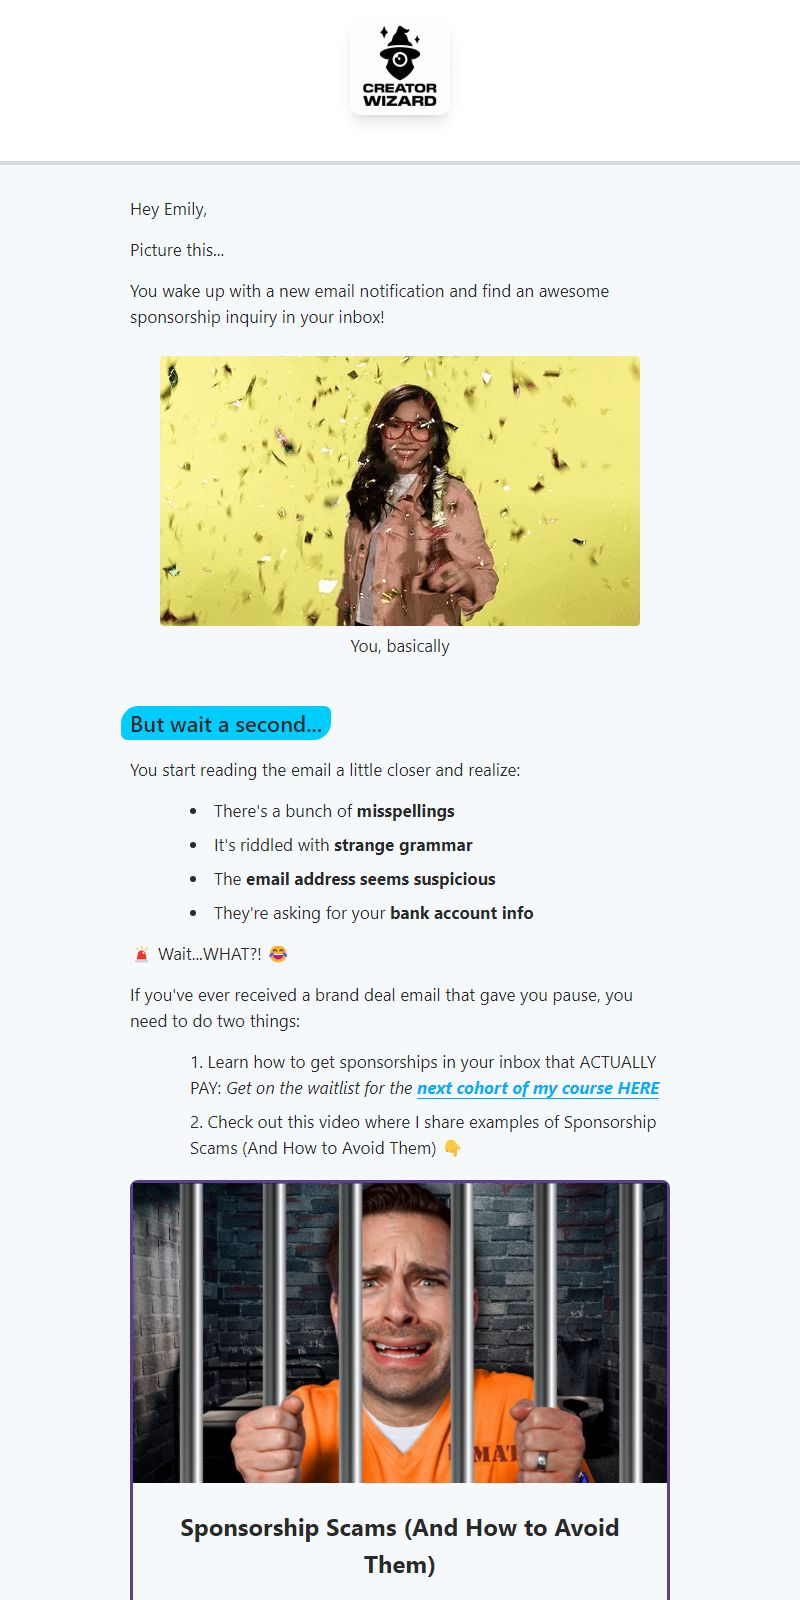 CREATOR
WIZARD
Hey Emily,
Picture this...
You wake up with a new email notification and find an awesome
sponsorship inquiry in your inbox!
You, basically
But wait a second...
You start reading the email a little closer and realize:
• There's a bunch of misspellings
• It's riddled with strange grammar
• The email address seems suspicious
• They're asking for your bank account info
🚨 Wait...WHAT?! 😂
If you've ever received a brand deal email that gave you pause, you
need to do two things:
1. Learn how to get sponsorships in your inbox that ACTUALLY
PAY: Get on the waitlist for the next cohort of my course HERE
2. Check out this video where I share examples of Sponsorship
Scams (And How to Avoid Them) 👇
Sponsorship Scams (And How to Avoid
Them)